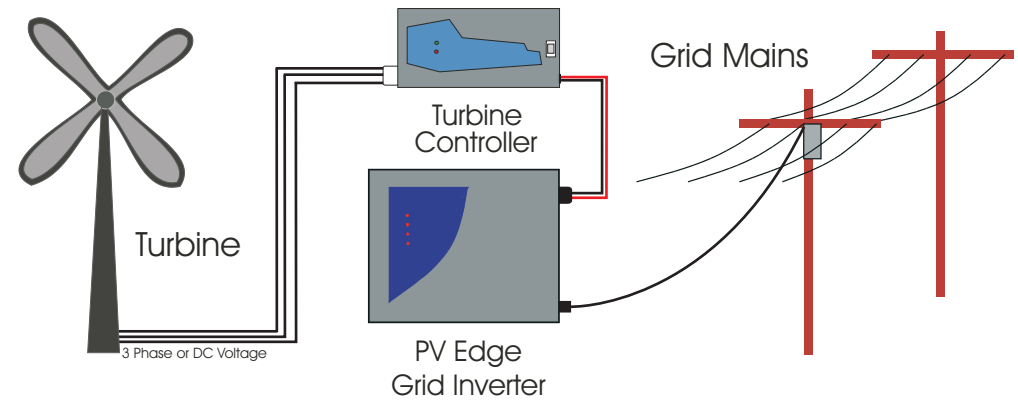 Grid Mains
Turbine
Controller
Turbine
3 Phase or DC Voltage
PV Edge
Grid Inverter